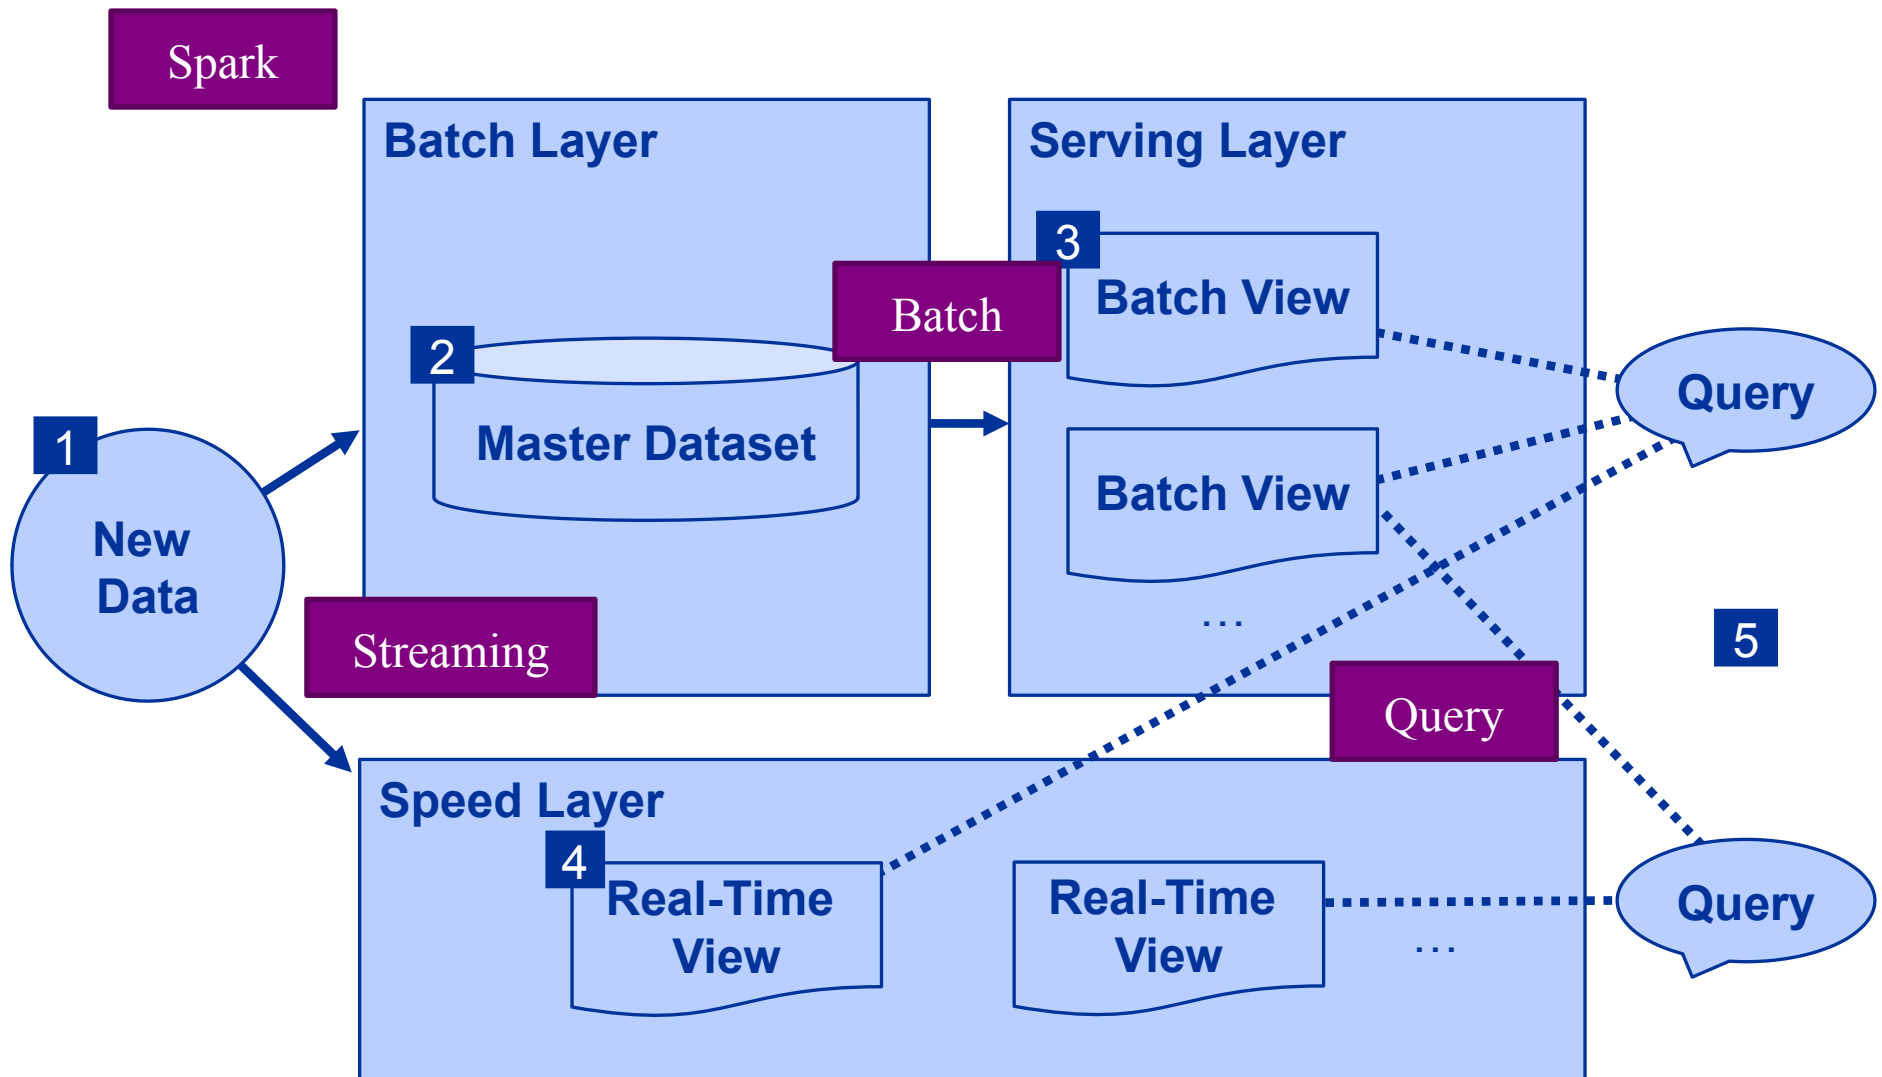 Spark
Batch Layer
Serving Layer
3
Batch View
Batch
2
Master Dataset
Query
1
New
Data
Batch View
...
Streaming
5
Query
Speed Layer
4
Real-Time
View
Real-Time
View
...
Query